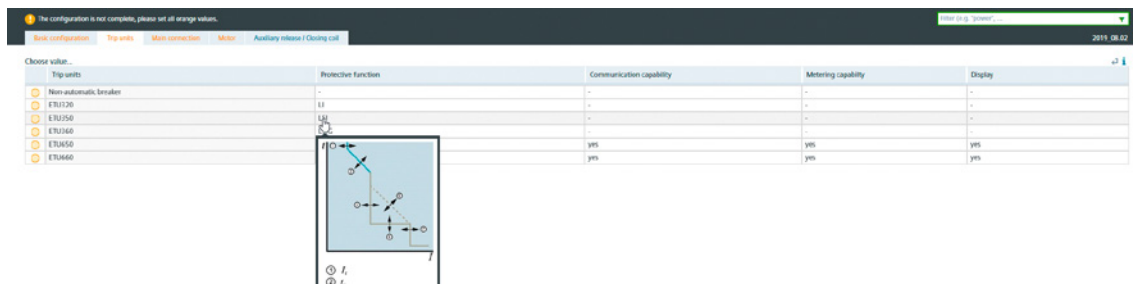 The configuration is not complete, please set all orange values.
Filter (e.g. "power", ...
Basic configuration Trip units Main connection Motor Auxiliary release / Closing coil 2019_08.02
Choose value...
Trip units Protective function Communication capability Metering capability Display
Non-automatic breaker - - - -
ETU320 LI - - -
ETU350 LSI - - -
ETU360 - - -
ETU650 yes yes yes
ETU660 yes yes yes
t
I